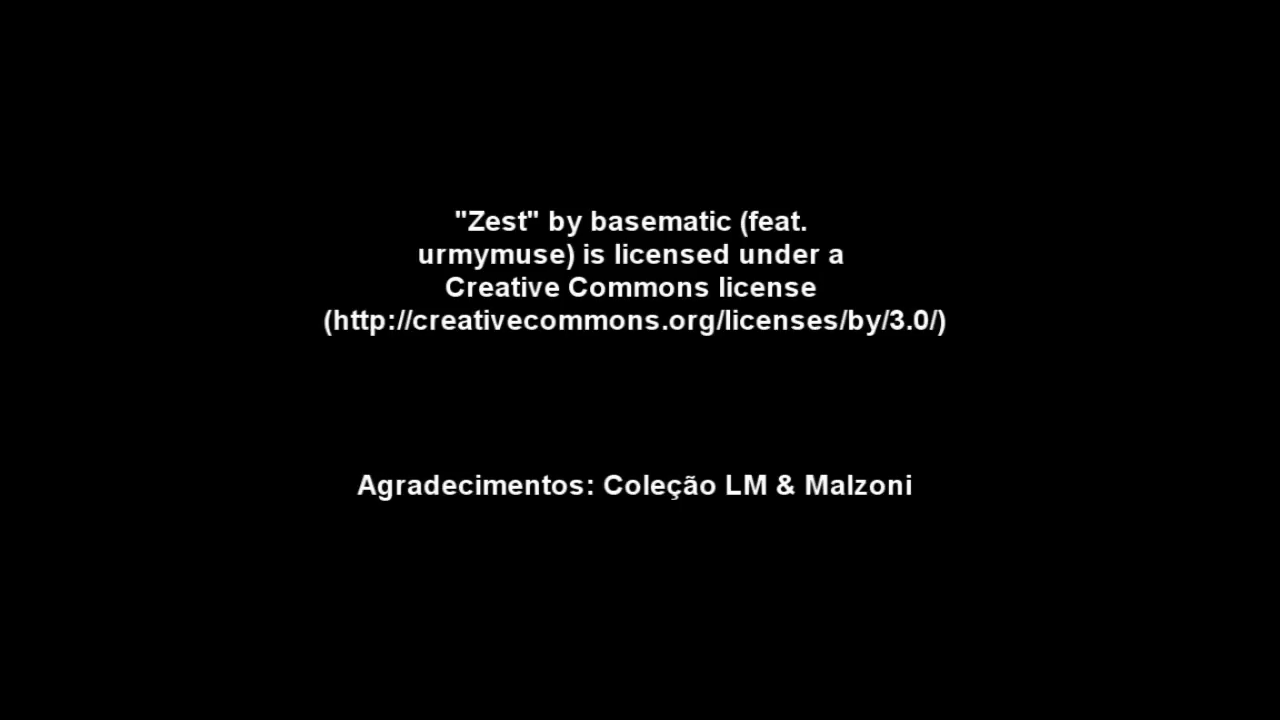 "Zest" by basematic (feat.
urmymuse) is licensed under a
Creative Commons license
(http://creativecommons.org/licenses/by/3.0/)
Agradecimentos: Coleção LM & Malzoni